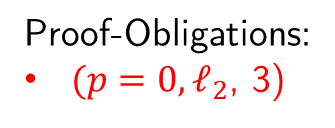 Proof-Obligations:
• (p = 0, ℓ₂, 3)